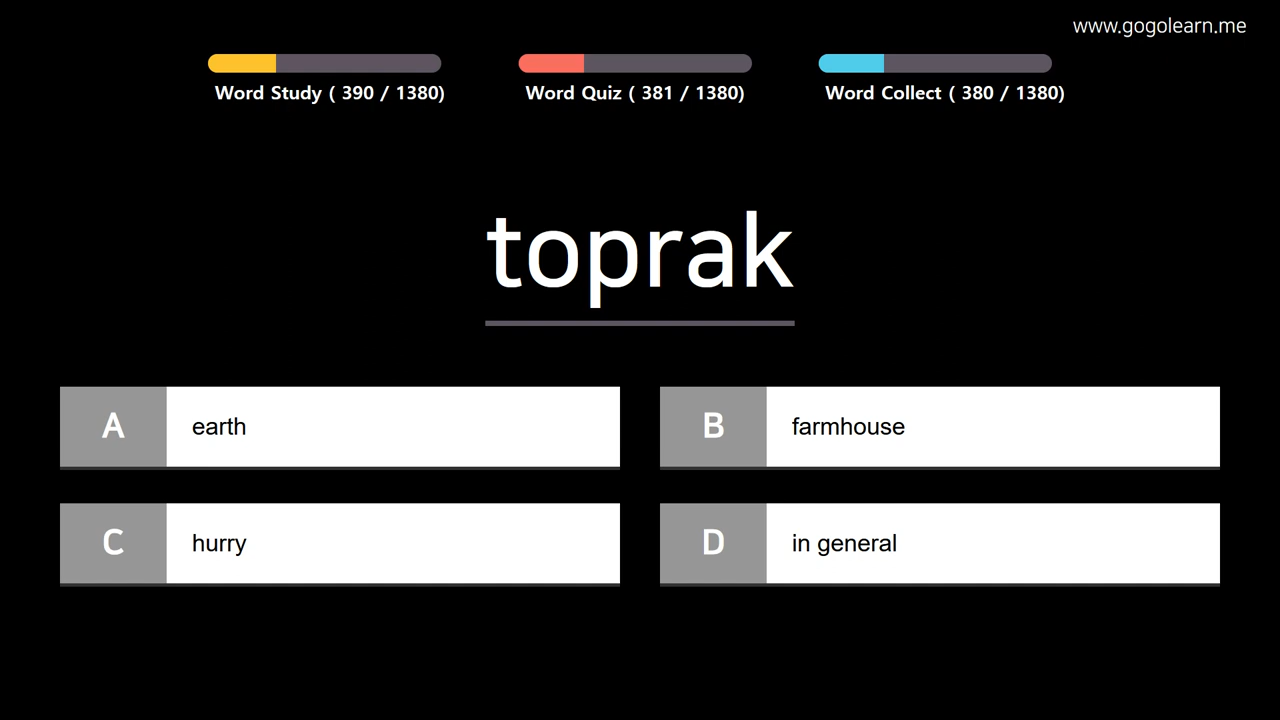 www.gogolearn.me
Word Study ( 390 / 1380)
Word Quiz ( 381 / 1380)
Word Collect ( 380 / 1380)
toprak
A earth
B farmhouse
C hurry
D in general